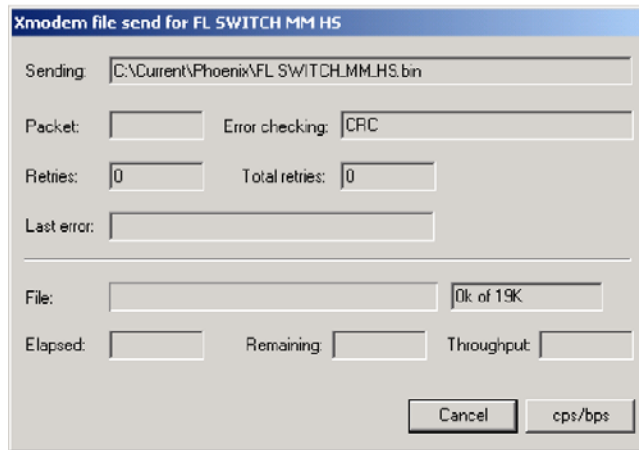 Xmodem file send for FL SWITCH MM HS
Sending: C:\Current\Phoenix\FL SWITCH_MM_HS.bin
Packet: Error checking: CRC
Retries: 0 Total retries: 0
Last error:
File: 0k of 19K
Elapsed: Remaining: Throughput:
Cancel cps/bps